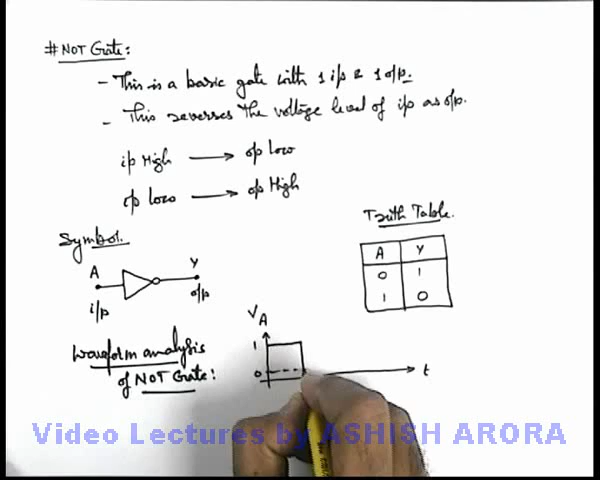 # NOT Gate:
- This is a basic gate with 1 i/p & 1 o/p.
- This reverses the voltage level of i/p as o/p.
i/p High → o/p Low
i/p Low → o/p High
Symbol.
A Y
i/p o/p
Truth Table.
A Y
0 1
1 0
Waveform analysis
of NOT Gate:
VA
1
0
t
Video Lectures by ASHISH ARORA